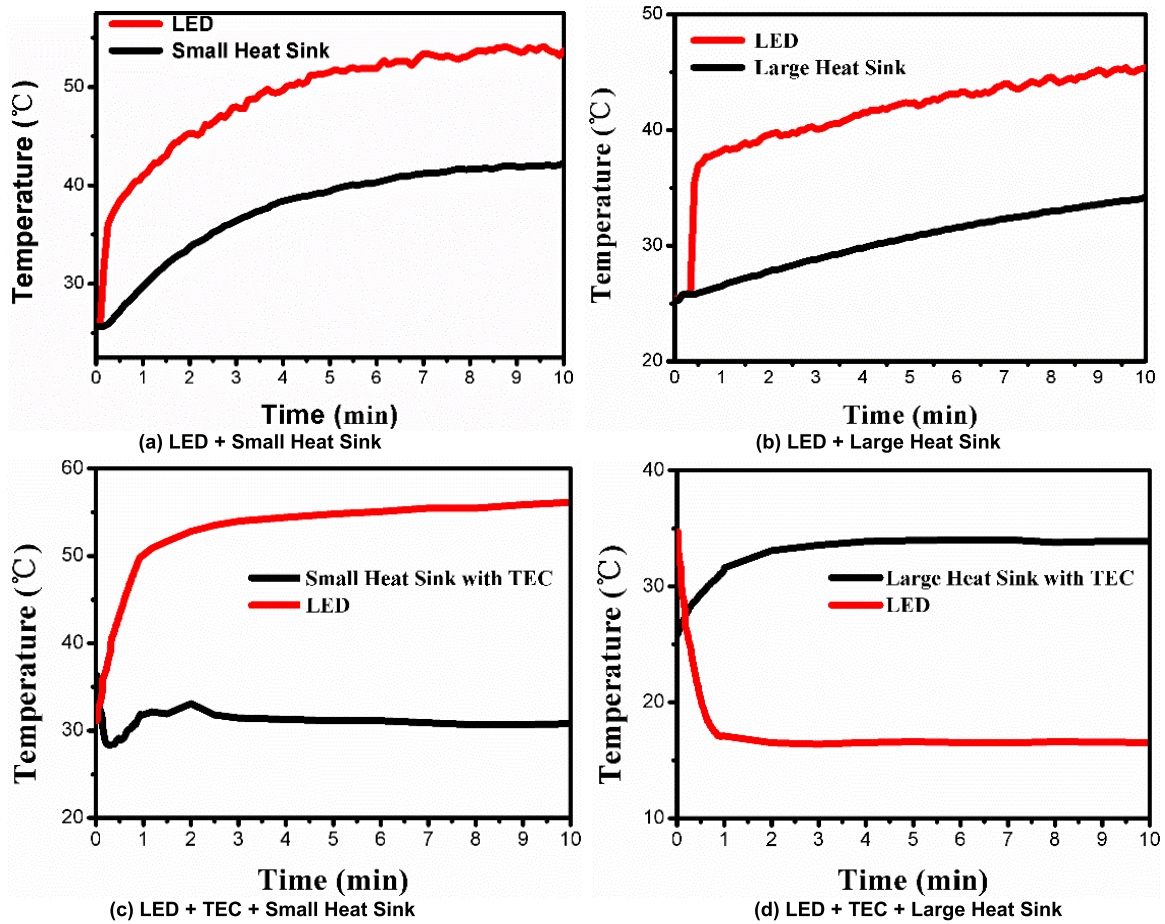 LED
Small Heat Sink
Temperature (℃)
50
40
30
0 1 2 3 4 5 6 7 8 9 10
Time (min)
(a) LED + Small Heat Sink
50
LED
Large Heat Sink
Temperature (℃)
40
30
20
0 1 2 3 4 5 6 7 8 9 10
Time (min)
(b) LED + Large Heat Sink
60
50
Small Heat Sink with TEC
LED
Temperature (℃)
40
30
20
0 1 2 3 4 5 6 7 8 9 10
Time (min)
(c) LED + TEC + Small Heat Sink
40
30
Large Heat Sink with TEC
LED
Temperature (℃)
20
10
0 1 2 3 4 5 6 7 8 9 10
Time (min)
(d) LED + TEC + Large Heat Sink